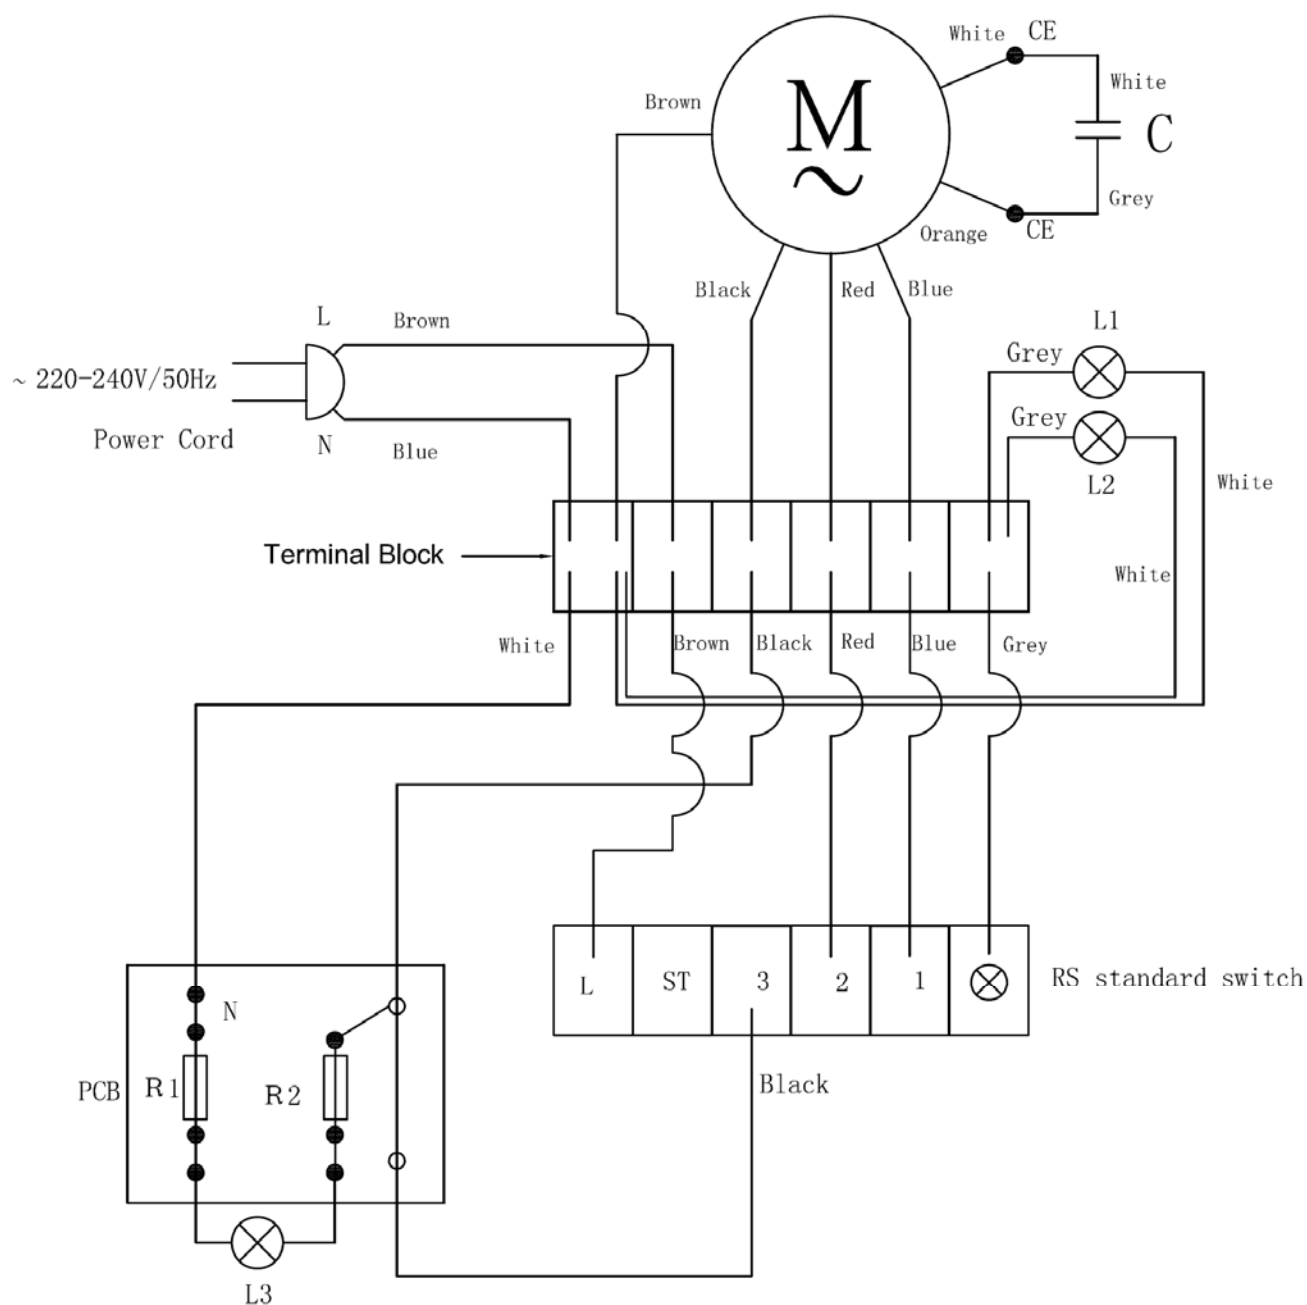 White
CE
White
Brown
M
~
C
Grey
Orange
CE
Black
Red
Blue
L
Brown
L1
Grey
~ 220-240V/50Hz
Grey
Power Cord
N
Blue
L2
White
Terminal Block
White
White
Brown
Black
Red
Blue
Grey
L
ST
3
2
1
RS standard switch
N
PCB
R1
R2
Black
L3